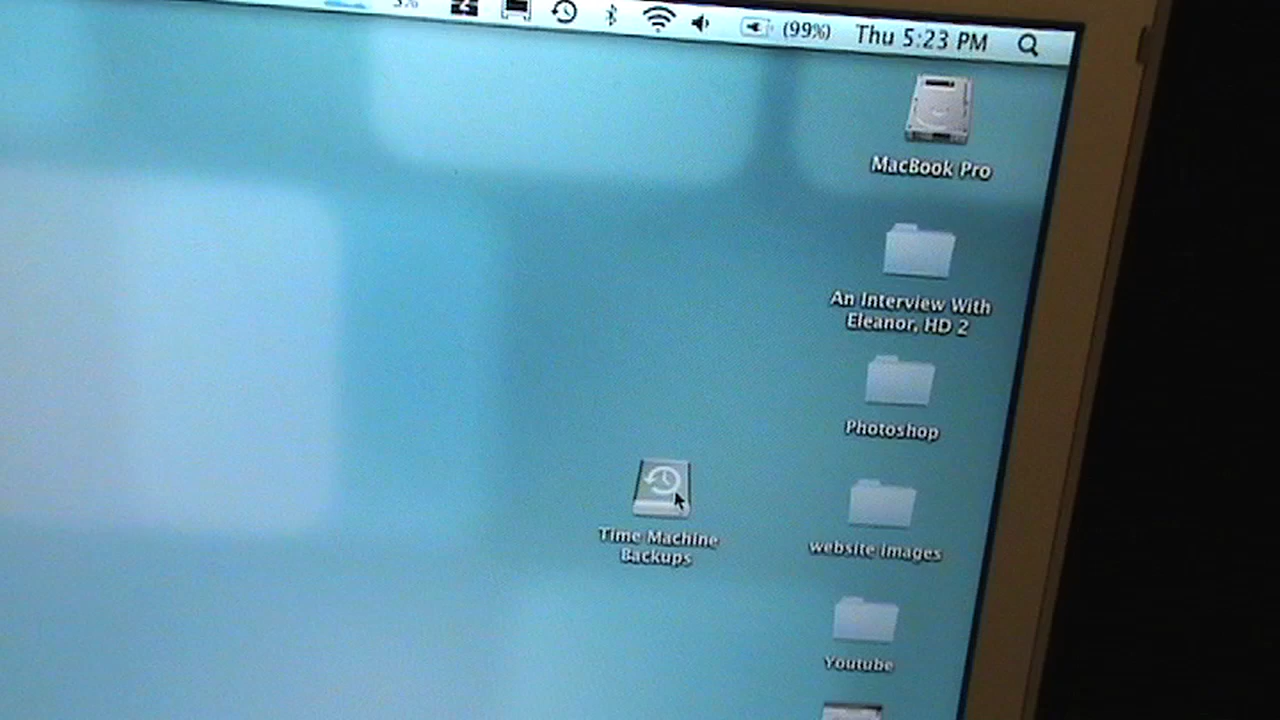 (99%) Thu 5:23 PM
MacBook Pro
An Interview With
Eleanor, HD 2
Photoshop
Time Machine
Backups
website images
Youtube